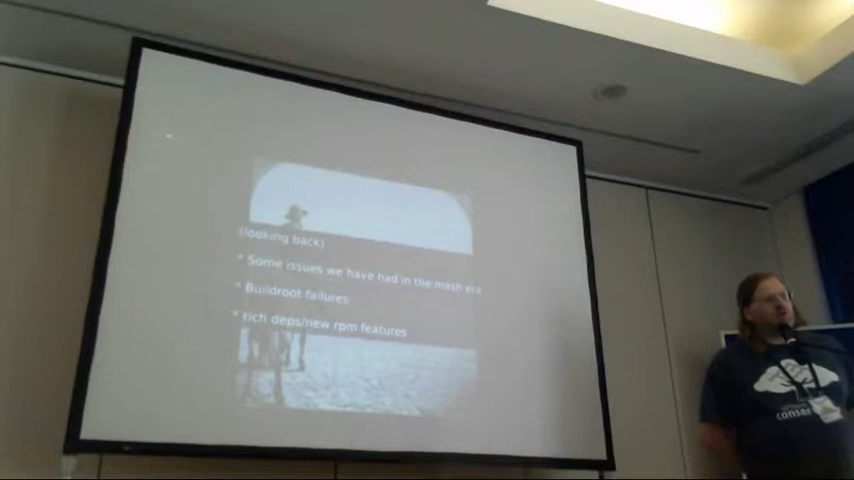 (looking back)
* Some issues we have had in the mash era
* Buildroot failures
* rich deps/new rpm features